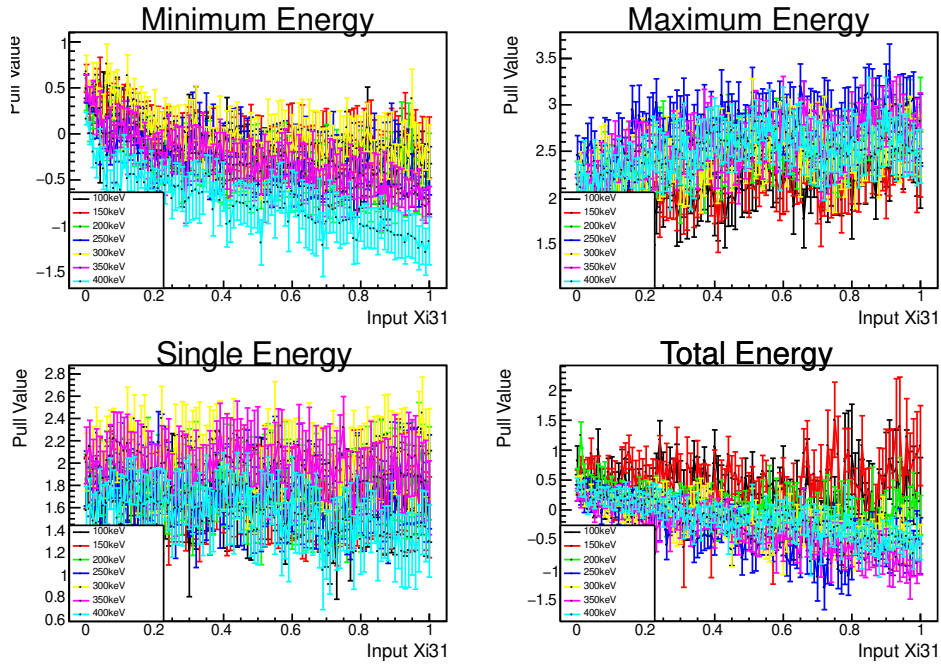 Minimum Energy
Pull Value
1
0.5
0
−0.5
−1
−1.5
100keV
150keV
200keV
250keV
300keV
350keV
400keV
0 0.2 0.4 0.6 0.8 1
Input Xi31
Maximum Energy
Pull Value
3.5
3
2.5
2
1.5
100keV
150keV
200keV
250keV
300keV
350keV
400keV
0 0.2 0.4 0.6 0.8 1
Input Xi31
Single Energy
Pull Value
2.8
2.6
2.4
2.2
2
1.8
1.6
1.4
1.2
1
0.8
0.6
100keV
150keV
200keV
250keV
300keV
350keV
400keV
0 0.2 0.4 0.6 0.8 1
Input Xi31
Total Energy
Pull Value
2
1.5
1
0.5
0
−0.5
−1
−1.5
100keV
150keV
200keV
250keV
300keV
350keV
400keV
0 0.2 0.4 0.6 0.8 1
Input Xi31